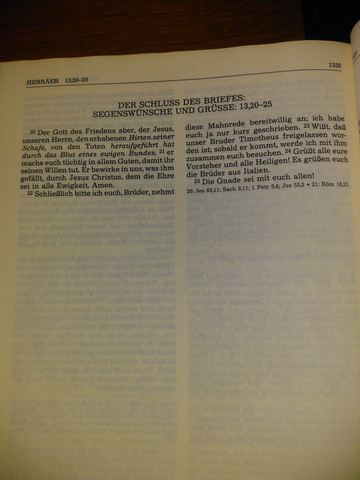 HEBRÄER 13,20–25
1350
DER SCHLUSS DES BRIEFES:
SEGENSWÜNSCHE UND GRÜSSE: 13,20–25
20 Der Gott des Friedens aber, der Jesus,
unseren Herrn, den erhabenen Hirten seiner
Schafe, von den Toten heraufgeführt hat
durch das Blut eines ewigen Bundes, 21 er
mache euch tüchtig in allem Guten, damit ihr
seinen Willen tut. Er bewirke in uns, was ihm
gefällt, durch Jesus Christus, dem die Ehre
sei in alle Ewigkeit. Amen.
22 Schließlich bitte ich euch, Brüder, nehmt
diese Mahnrede bereitwillig an; ich habe
euch ja nur kurz geschrieben. 23 Wißt, daß
unser Bruder Timotheus freigelassen wor-
den ist; sobald er kommt, werde ich mit ihm
zusammen euch besuchen. 24 Grüßt alle eure
Vorsteher und alle Heiligen! Es grüßen euch
die Brüder aus Italien.
25 Die Gnade sei mit euch allen!
20: Jes 63,11; Sach 9,11; 1 Petr 5,4; Jes 55,3 • 21: Röm 16,27.